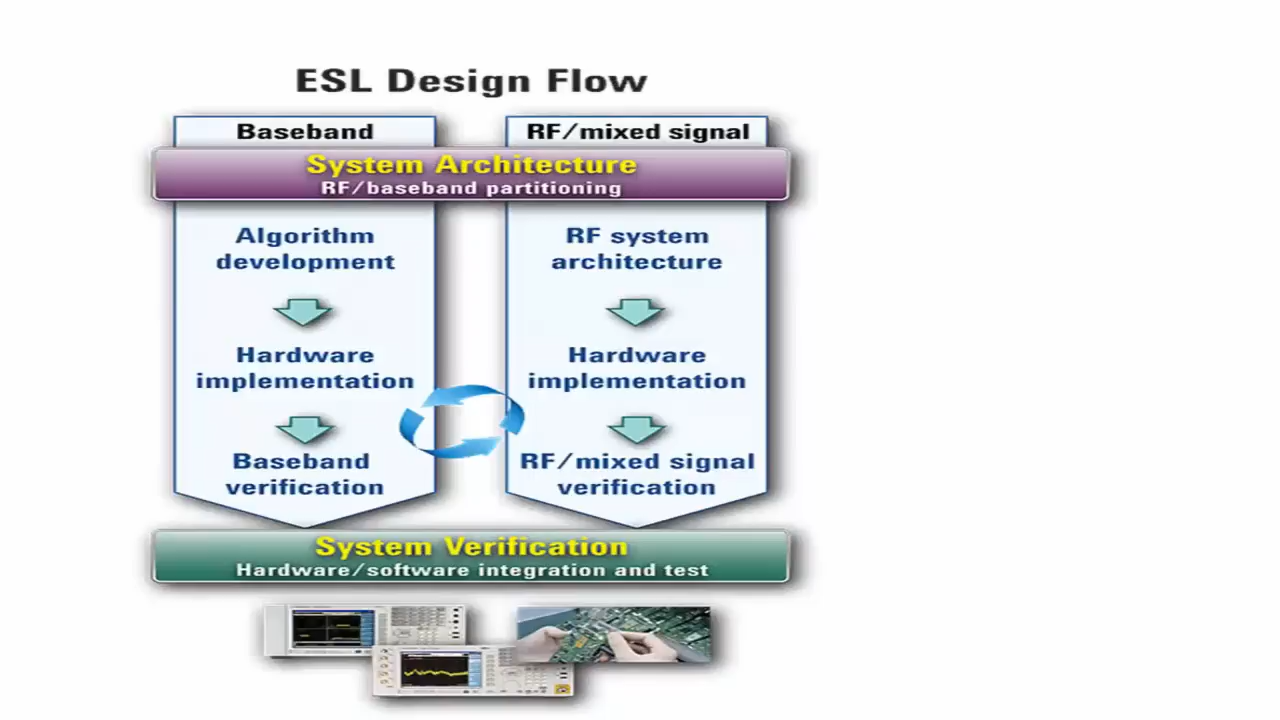 ESL Design Flow
Baseband
RF/mixed signal
System Architecture
RF/baseband partitioning
Algorithm
development
Hardware
implementation
Baseband
verification
RF system
architecture
Hardware
implementation
RF/mixed signal
verification
System Verification
Hardware/software integration and test